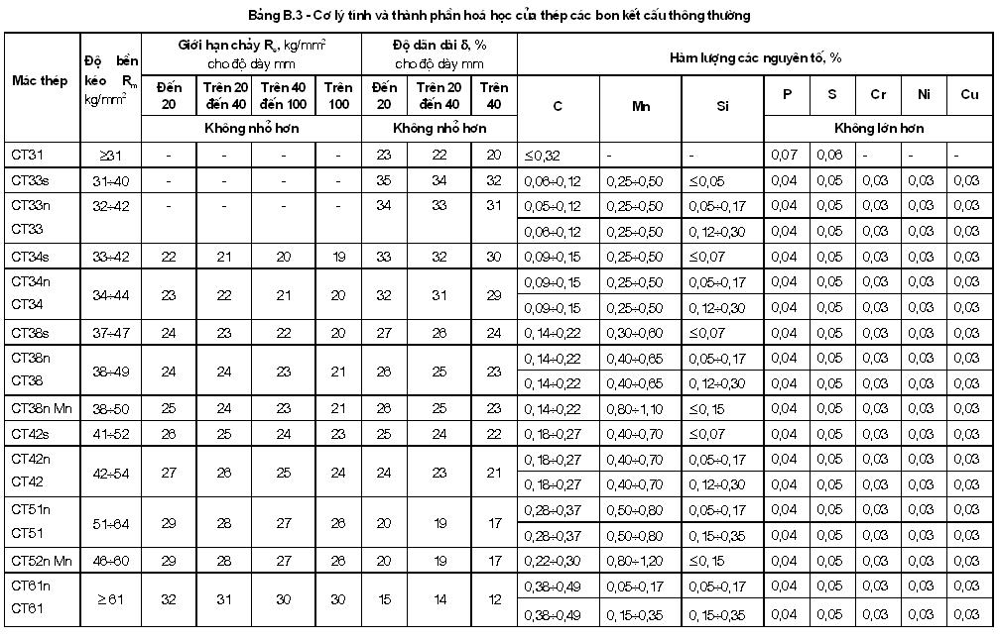 Bảng B.3 - Cơ lý tính và thành phần hoá học của thép các bon kết cấu thông thường
Mác thép | Độ bền kéo Rm kg/mm² | Giới hạn chảy Re, kg/mm² cho độ dày mm | Độ dãn dài δ, % cho độ dày mm | Hàm lượng các nguyên tố, %
Đến 20 | Trên 20 đến 40 | Trên 40 đến 100 | Trên 100 | Đến 20 | Trên 20 đến 40 | Trên 40 | C | Mn | Si | P | S | Cr | Ni | Cu
Không nhỏ hơn | Không nhỏ hơn | Không lớn hơn
CT31 | ≥31 | - | - | - | - | 23 | 22 | 20 | ≤0,32 | - | - | 0,07 | 0,06 | - | - | -
CT33s | 31÷40 | - | - | - | - | 35 | 34 | 32 | 0,06÷0,12 | 0,25÷0,50 | ≤0,05 | 0,04 | 0,05 | 0,03 | 0,03 | 0,03
CT33n | 32÷42 | - | - | - | - | 34 | 33 | 31 | 0,05÷0,12 | 0,25÷0,50 | 0,05÷0,17 | 0,04 | 0,05 | 0,03 | 0,03 | 0,03
CT33 | 0,06÷0,12 | 0,25÷0,50 | 0,12÷0,30 | 0,04 | 0,05 | 0,03 | 0,03 | 0,03
CT34s | 33÷42 | 22 | 21 | 20 | 19 | 33 | 32 | 30 | 0,09÷0,15 | 0,25÷0,50 | ≤0,07 | 0,04 | 0,05 | 0,03 | 0,03 | 0,03
CT34n | 34÷44 | 23 | 22 | 21 | 20 | 32 | 31 | 29 | 0,09÷0,15 | 0,25÷0,50 | 0,05÷0,17 | 0,04 | 0,05 | 0,03 | 0,03 | 0,03
CT34 | 0,09÷0,15 | 0,25÷0,50 | 0,12÷0,30 | 0,04 | 0,05 | 0,03 | 0,03 | 0,03
CT38s | 37÷47 | 24 | 23 | 22 | 20 | 27 | 26 | 24 | 0,14÷0,22 | 0,30÷0,60 | ≤0,07 | 0,04 | 0,05 | 0,03 | 0,03 | 0,03
CT38n | 38÷49 | 24 | 24 | 23 | 21 | 26 | 25 | 23 | 0,14÷0,22 | 0,40÷0,65 | 0,05÷0,17 | 0,04 | 0,05 | 0,03 | 0,03 | 0,03
CT38 | 0,14÷0,22 | 0,40÷0,65 | 0,12÷0,30 | 0,04 | 0,05 | 0,03 | 0,03 | 0,03
CT38n Mn | 38÷50 | 25 | 24 | 23 | 21 | 26 | 25 | 23 | 0,14÷0,22 | 0,80÷1,10 | ≤0,15 | 0,04 | 0,05 | 0,03 | 0,03 | 0,03
CT42s | 41÷52 | 26 | 25 | 24 | 23 | 25 | 24 | 22 | 0,18÷0,27 | 0,40÷0,70 | ≤0,07 | 0,04 | 0,05 | 0,03 | 0,03 | 0,03
CT42n | 42÷54 | 27 | 26 | 25 | 24 | 24 | 23 | 21 | 0,18÷0,27 | 0,40÷0,70 | 0,05÷0,17 | 0,04 | 0,05 | 0,03 | 0,03 | 0,03
CT42 | 0,18÷0,27 | 0,40÷0,70 | 0,12÷0,30 | 0,04 | 0,05 | 0,03 | 0,03 | 0,03
CT51n | 51÷64 | 29 | 28 | 27 | 26 | 20 | 19 | 17 | 0,28÷0,37 | 0,50÷0,80 | 0,05÷0,17 | 0,04 | 0,05 | 0,03 | 0,03 | 0,03
CT51 | 0,28÷0,37 | 0,50÷0,80 | 0,15÷0,35 | 0,04 | 0,05 | 0,03 | 0,03 | 0,03
CT52n Mn | 46÷60 | 29 | 28 | 27 | 26 | 20 | 19 | 17 | 0,22÷0,30 | 0,80÷1,20 | ≤0,15 | 0,04 | 0,05 | 0,03 | 0,03 | 0,03
CT61n | ≥61 | 32 | 31 | 30 | 30 | 15 | 14 | 12 | 0,38÷0,49 | 0,05÷0,17 | 0,05÷0,17 | 0,04 | 0,05 | 0,03 | 0,03 | 0,03
CT61 | 0,38÷0,49 | 0,15÷0,35 | 0,15÷0,35 | 0,04 | 0,05 | 0,03 | 0,03 | 0,03